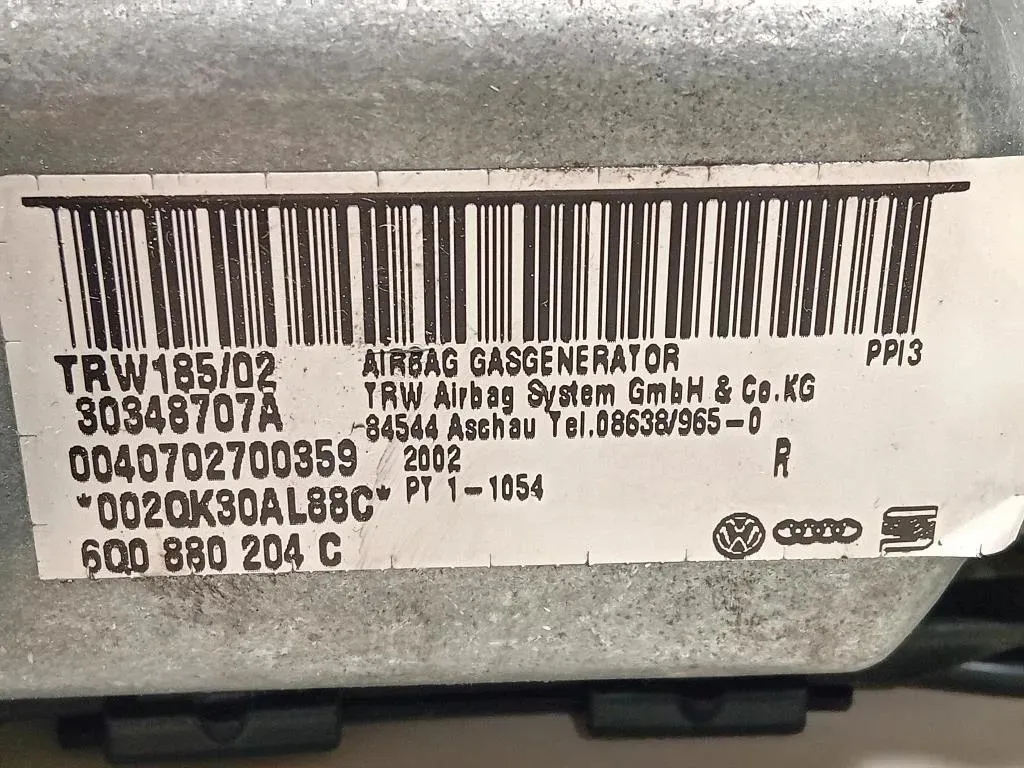 TRW185/02
30348707A
0040702700359
*002QK30AL88C*
6Q0 880 204 C
AIRBAG GASGENERATOR
TRW Airbag System GmbH & Co.KG
84544 Aschau Tel.08638/965-0
2002
PT 1-1054
PPI3
R